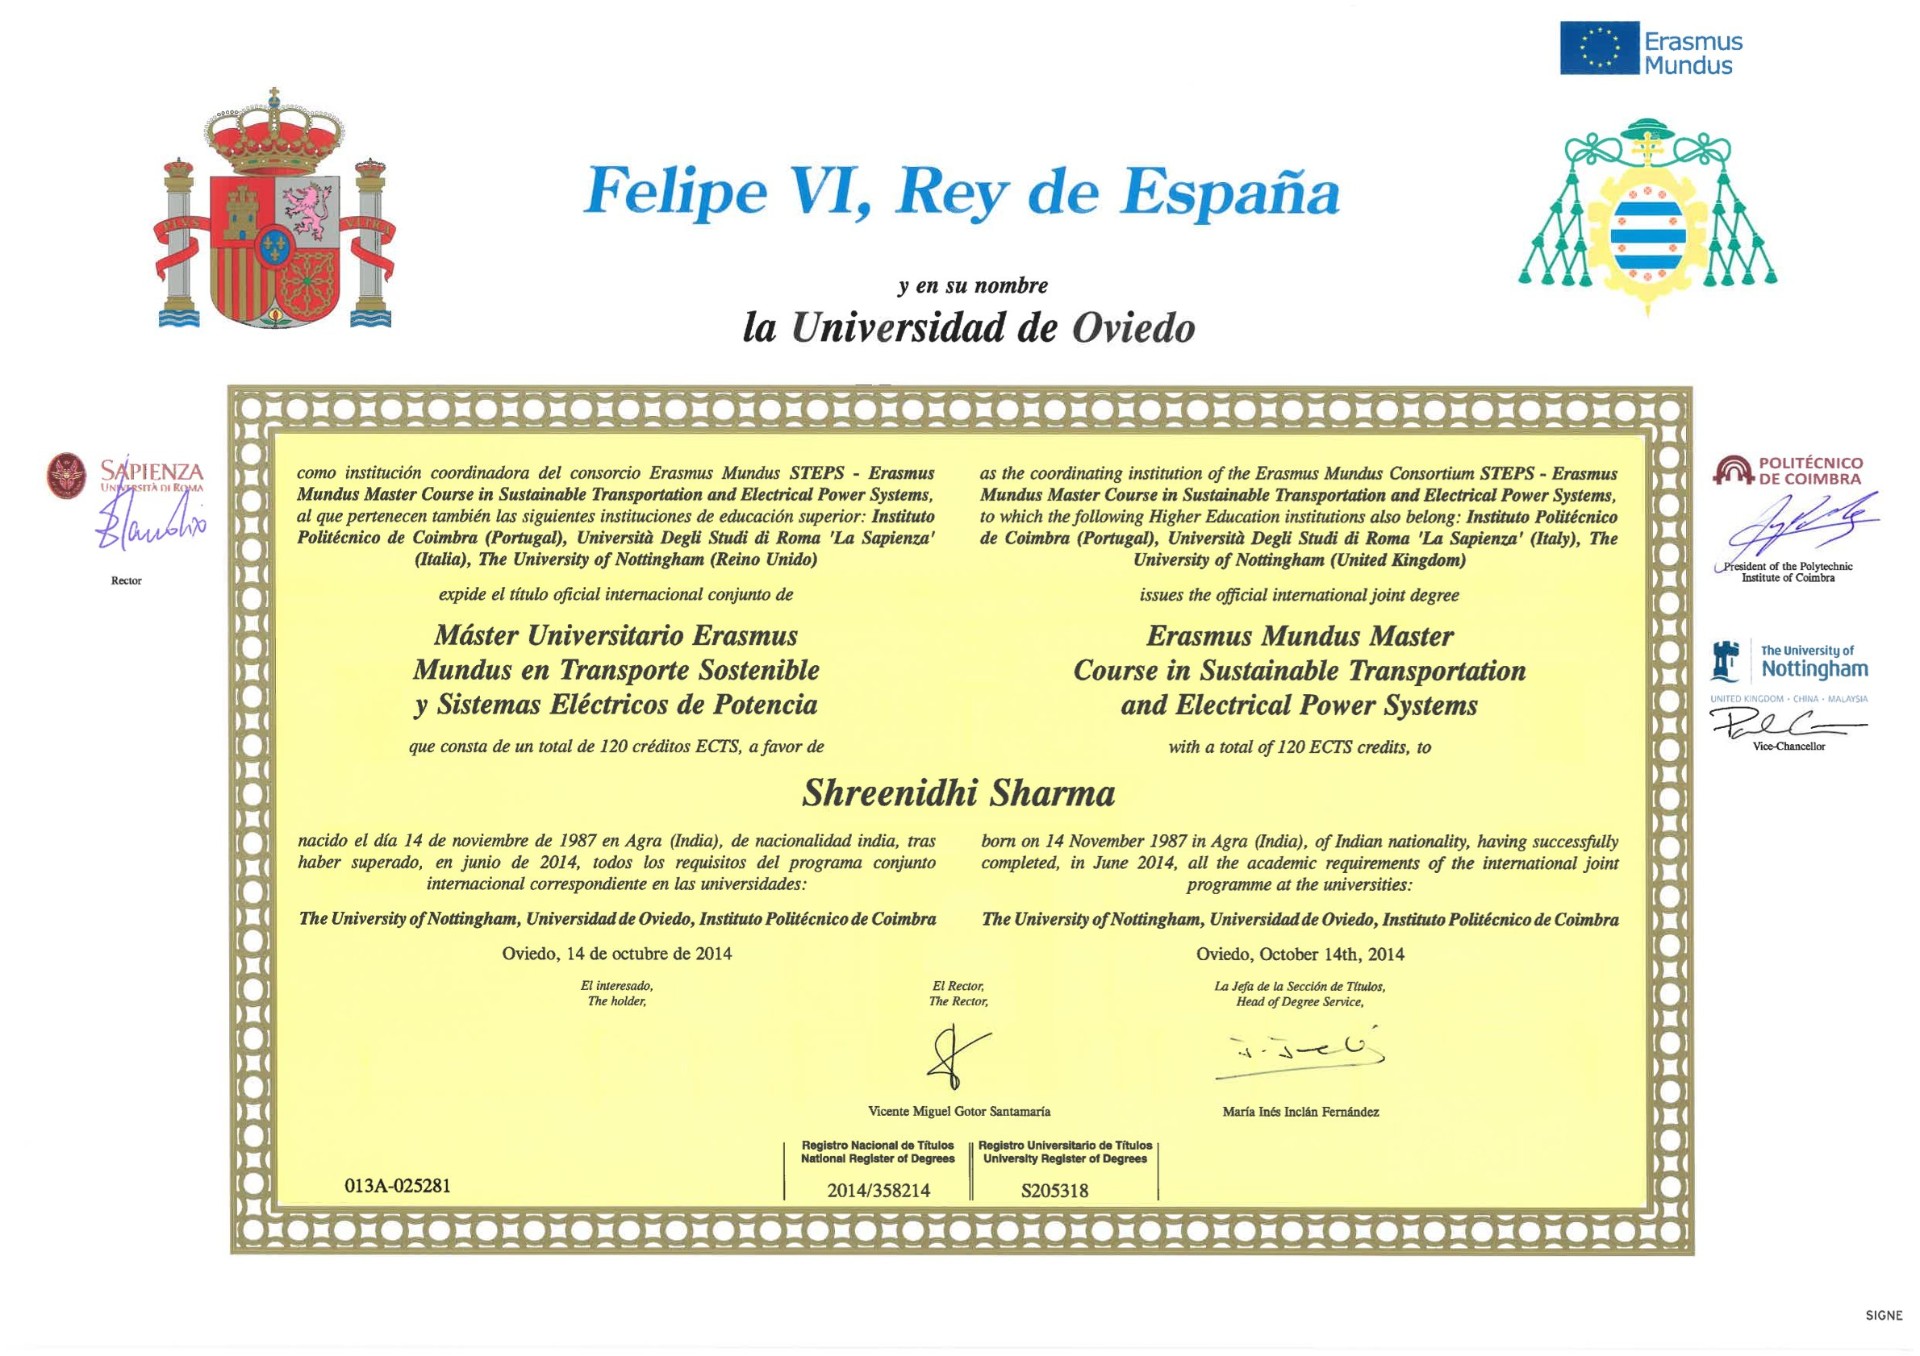 Erasmus
Mundus
Felipe VI, Rey de España
y en su nombre
la Universidad de Oviedo
PLVS
VLTRA
SAPIENZA
UNIVERSITÀ DI ROMA
Rector
como institución coordinadora del consorcio Erasmus Mundus STEPS - Erasmus
Mundus Master Course in Sustainable Transportation and Electrical Power Systems,
al que pertenecen también las siguientes instituciones de educación superior: Instituto
Politécnico de Coimbra (Portugal), Università Degli Studi di Roma 'La Sapienza'
(Italia), The University of Nottingham (Reino Unido)
expide el título oficial internacional conjunto de
Máster Universitario Erasmus
Mundus en Transporte Sostenible
y Sistemas Eléctricos de Potencia
que consta de un total de 120 créditos ECTS, a favor de
as the coordinating institution of the Erasmus Mundus Consortium STEPS - Erasmus
Mundus Master Course in Sustainable Transportation and Electrical Power Systems,
to which the following Higher Education institutions also belong: Instituto Politécnico
de Coimbra (Portugal), Università Degli Studi di Roma 'La Sapienza' (Italy), The
University of Nottingham (United Kingdom)
issues the official international joint degree
Erasmus Mundus Master
Course in Sustainable Transportation
and Electrical Power Systems
with a total of 120 ECTS credits, to
POLITÉCNICO
DE COIMBRA
President of the Polytechnic
Institute of Coimbra
The University of
Nottingham
UNITED KINGDOM · CHINA · MALAYSIA
Vice-Chancellor
Shreenidhi Sharma
nacido el día 14 de noviembre de 1987 en Agra (India), de nacionalidad india, tras
haber superado, en junio de 2014, todos los requisitos del programa conjunto
internacional correspondiente en las universidades:
The University of Nottingham, Universidad de Oviedo, Instituto Politécnico de Coimbra
Oviedo, 14 de octubre de 2014
born on 14 November 1987 in Agra (India), of Indian nationality, having successfully
completed, in June 2014, all the academic requirements of the international joint
programme at the universities:
The University of Nottingham, Universidad de Oviedo, Instituto Politécnico de Coimbra
Oviedo, October 14th, 2014
El interesado,
The holder,
El Rector,
The Rector,
La Jefa de la Sección de Títulos,
Head of Degree Service,
Vicente Miguel Gotor Santamaría
María Inés Inclán Fernández
Registro Nacional de Títulos
National Register of Degrees
2014/358214
Registro Universitario de Títulos
University Register of Degrees
S205318
013A-025281
SIGNE